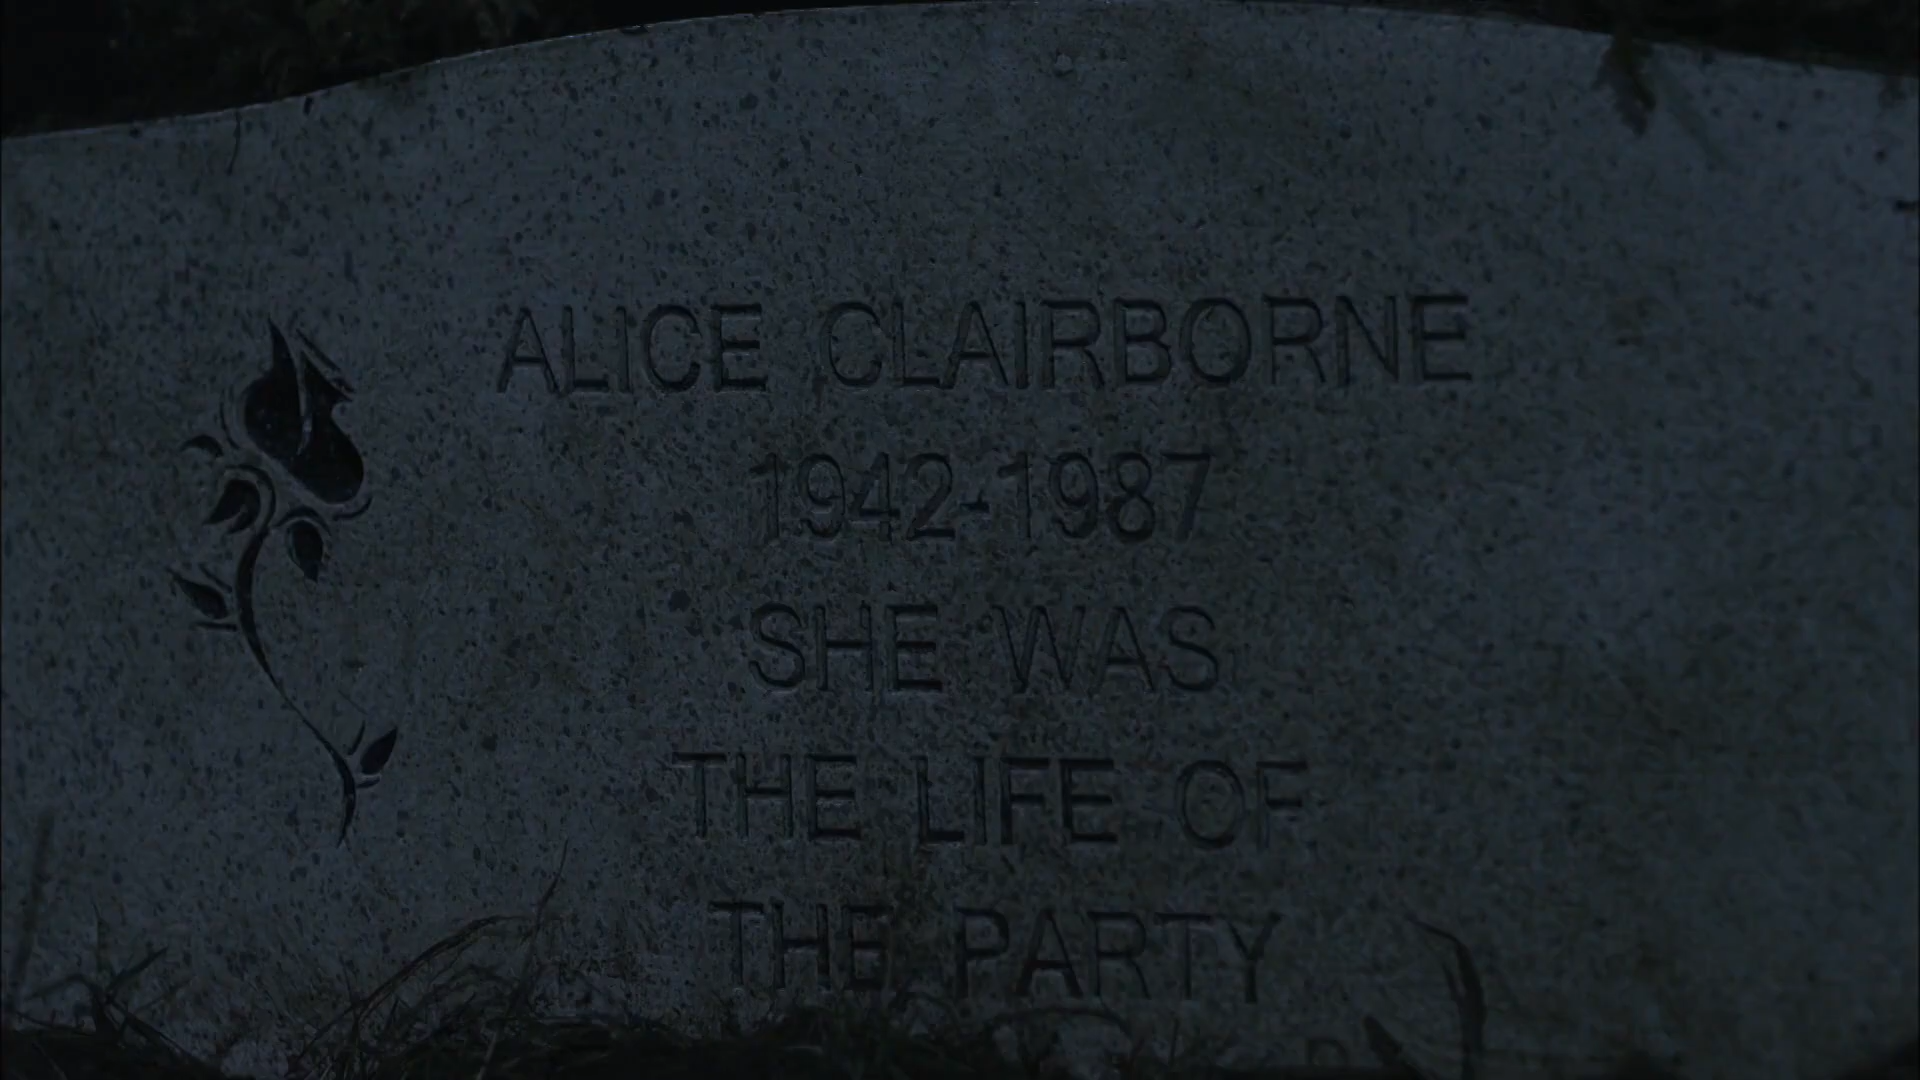 ALICE CLAIRBORNE
1942-1987
SHE WAS
THE LIFE OF
THE PARTY